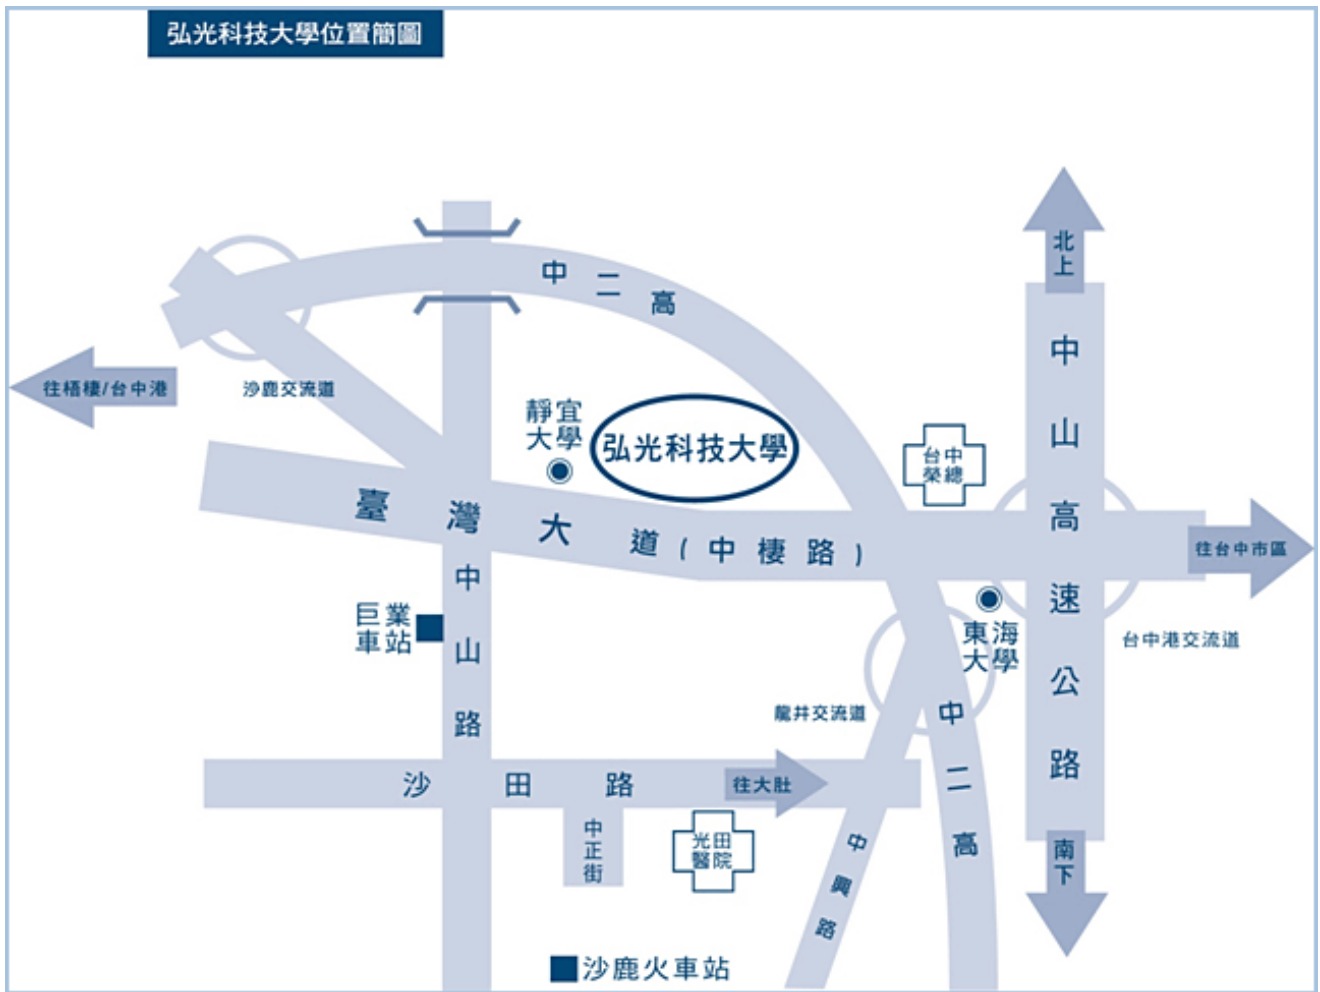 弘光科技大學位置簡圖
北上
中二高
中山高速公路
往梧棲/台中港
沙鹿交流道
靜宜
大學
弘光科技大學
台中
榮總
臺灣大道(中棲路)
往台中市區
中山路
巨業
車站
東海
大學
台中港交流道
龍井交流道
中二高
沙田路
往大肚
中正街
光田
醫院
中興路
南下
沙鹿火車站